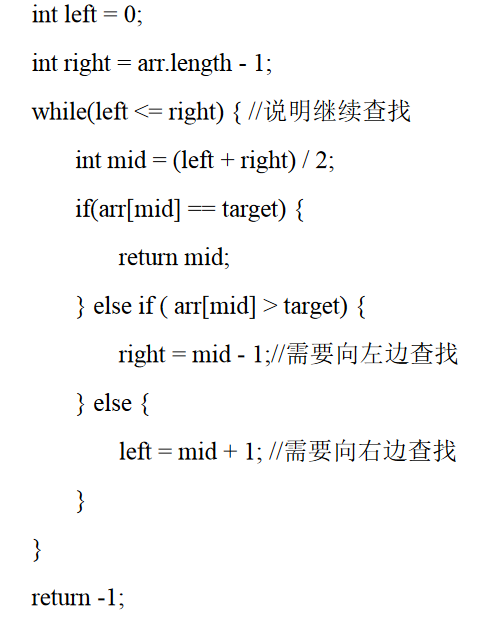 int left = 0;
int right = arr.length - 1;
while(left <= right) { //说明继续查找
int mid = (left + right) / 2;
if(arr[mid] == target) {
return mid;
} else if ( arr[mid] > target) {
right = mid - 1;//需要向左边查找
} else {
left = mid + 1; //需要向右边查找
}
}
return -1;